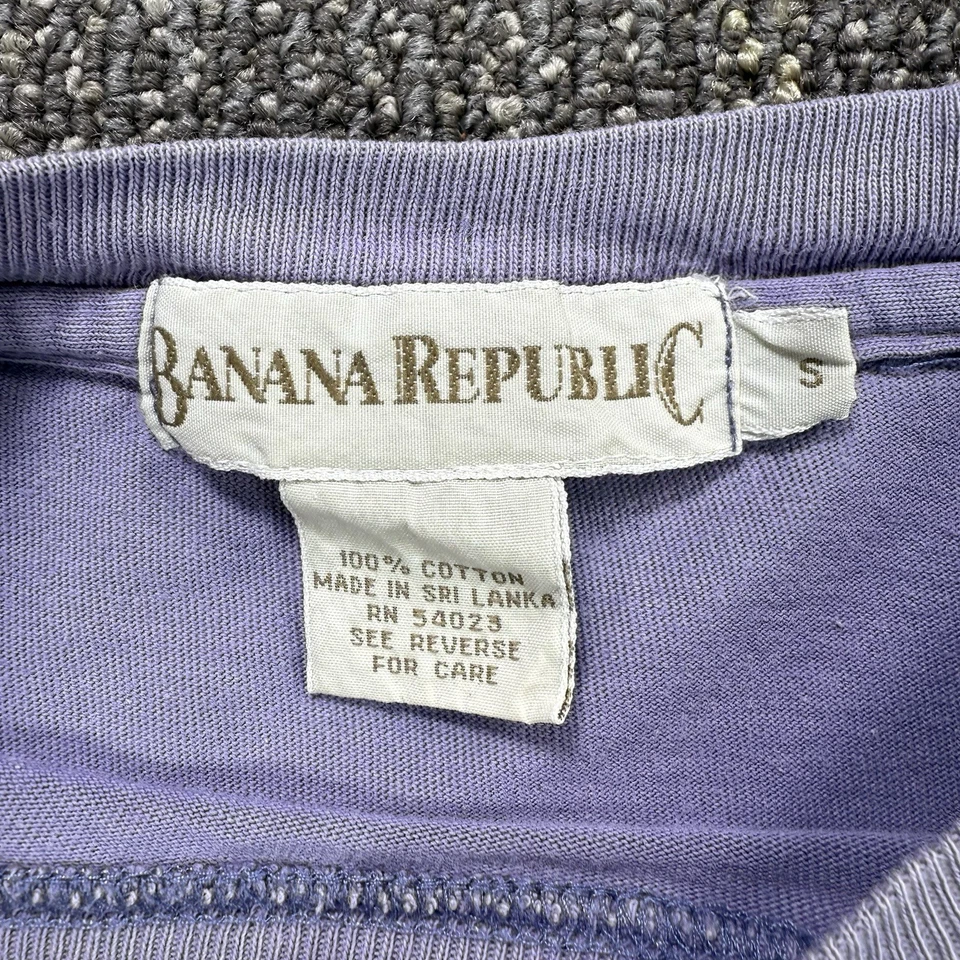 BANANA REPUBLIC
S
100% COTTON
MADE IN SRI LANKA
RN 54023
SEE REVERSE
FOR CARE